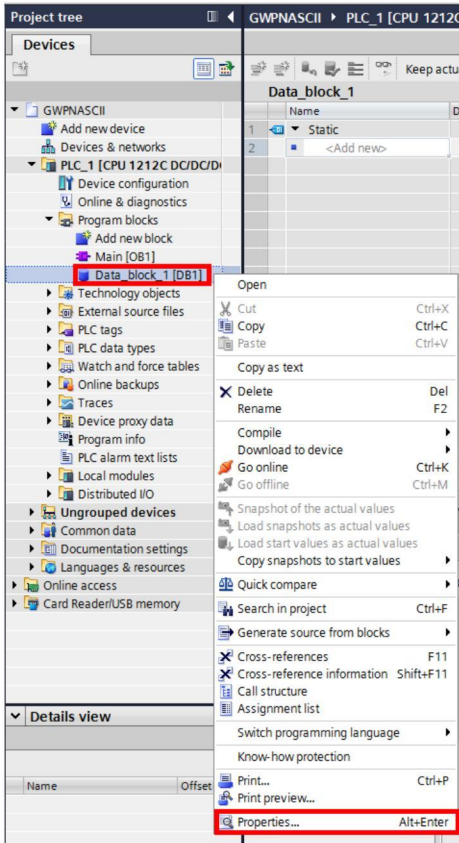 Project tree
GWPNASCII
PLC_1 [CPU 1212C
Devices
Keep actu
Data_block_1
Name
D
1
Static
2
<Add new>
GWPNASCII
Add new device
Devices & networks
PLC_1 [CPU 1212C DC/DC/D
Device configuration
Online & diagnostics
Program blocks
Add new block
Main [OB1]
Data_block_1 [DB1]
Technology objects
External source files
PLC tags
PLC data types
Watch and force tables
Online backups
Traces
Device proxy data
Program info
PLC alarm text lists
Local modules
Distributed I/O
Ungrouped devices
Common data
Documentation settings
Languages & resources
Online access
Card Reader/USB memory
Open
Cut Ctrl+X
Copy Ctrl+C
Paste Ctrl+V
Copy as text
Delete Del
Rename F2
Compile
Download to device
Go online Ctrl+K
Go offline Ctrl+M
Snapshot of the actual values
Load snapshots as actual values
Load start values as actual values
Copy snapshots to start values
Quick compare
Search in project Ctrl+F
Generate source from blocks
Cross-references F11
Cross-reference information Shift+F11
Call structure
Assignment list
Switch programming language
Know-how protection
Print... Ctrl+P
Print preview...
Properties... Alt+Enter
Details view
Name
Offset